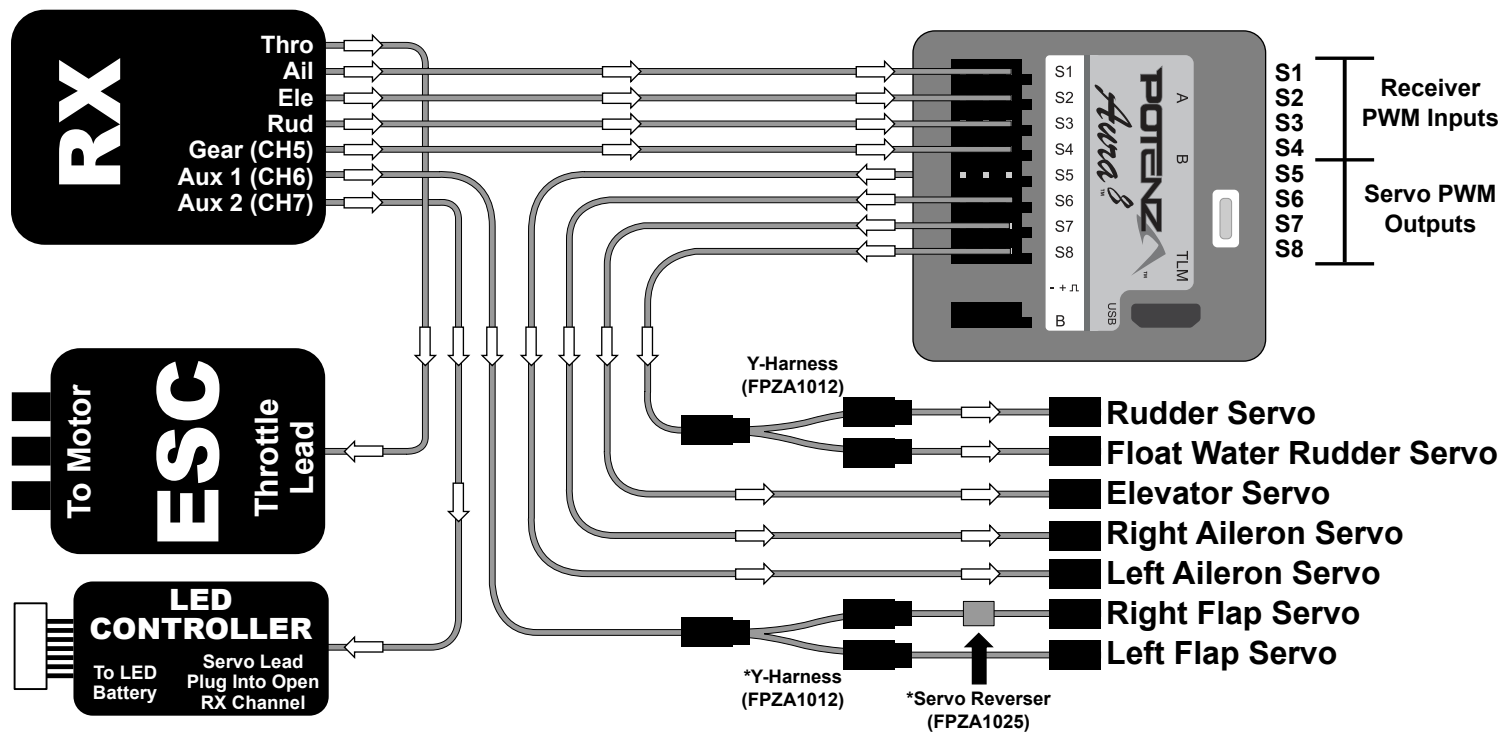 RX
Thro
Ail
Ele
Rud
Gear (CH5)
Aux 1 (CH6)
Aux 2 (CH7)
S1
S2
S3
S4
S5
S6
S7
S8
- + ⎍
B
POTENZA
Aura 8
™
™
A
B
TLM
USB
S1
S2
S3
S4
S5
S6
S7
S8
Receiver
PWM Inputs
Servo PWM
Outputs
To Motor
ESC
Throttle
Lead
LED
CONTROLLER
To LED
Battery
Servo Lead
Plug Into Open
RX Channel
Y-Harness
(FPZA1012)
Rudder Servo
Float Water Rudder Servo
Elevator Servo
Right Aileron Servo
Left Aileron Servo
Right Flap Servo
Left Flap Servo
*Y-Harness
(FPZA1012)
*Servo Reverser
(FPZA1025)